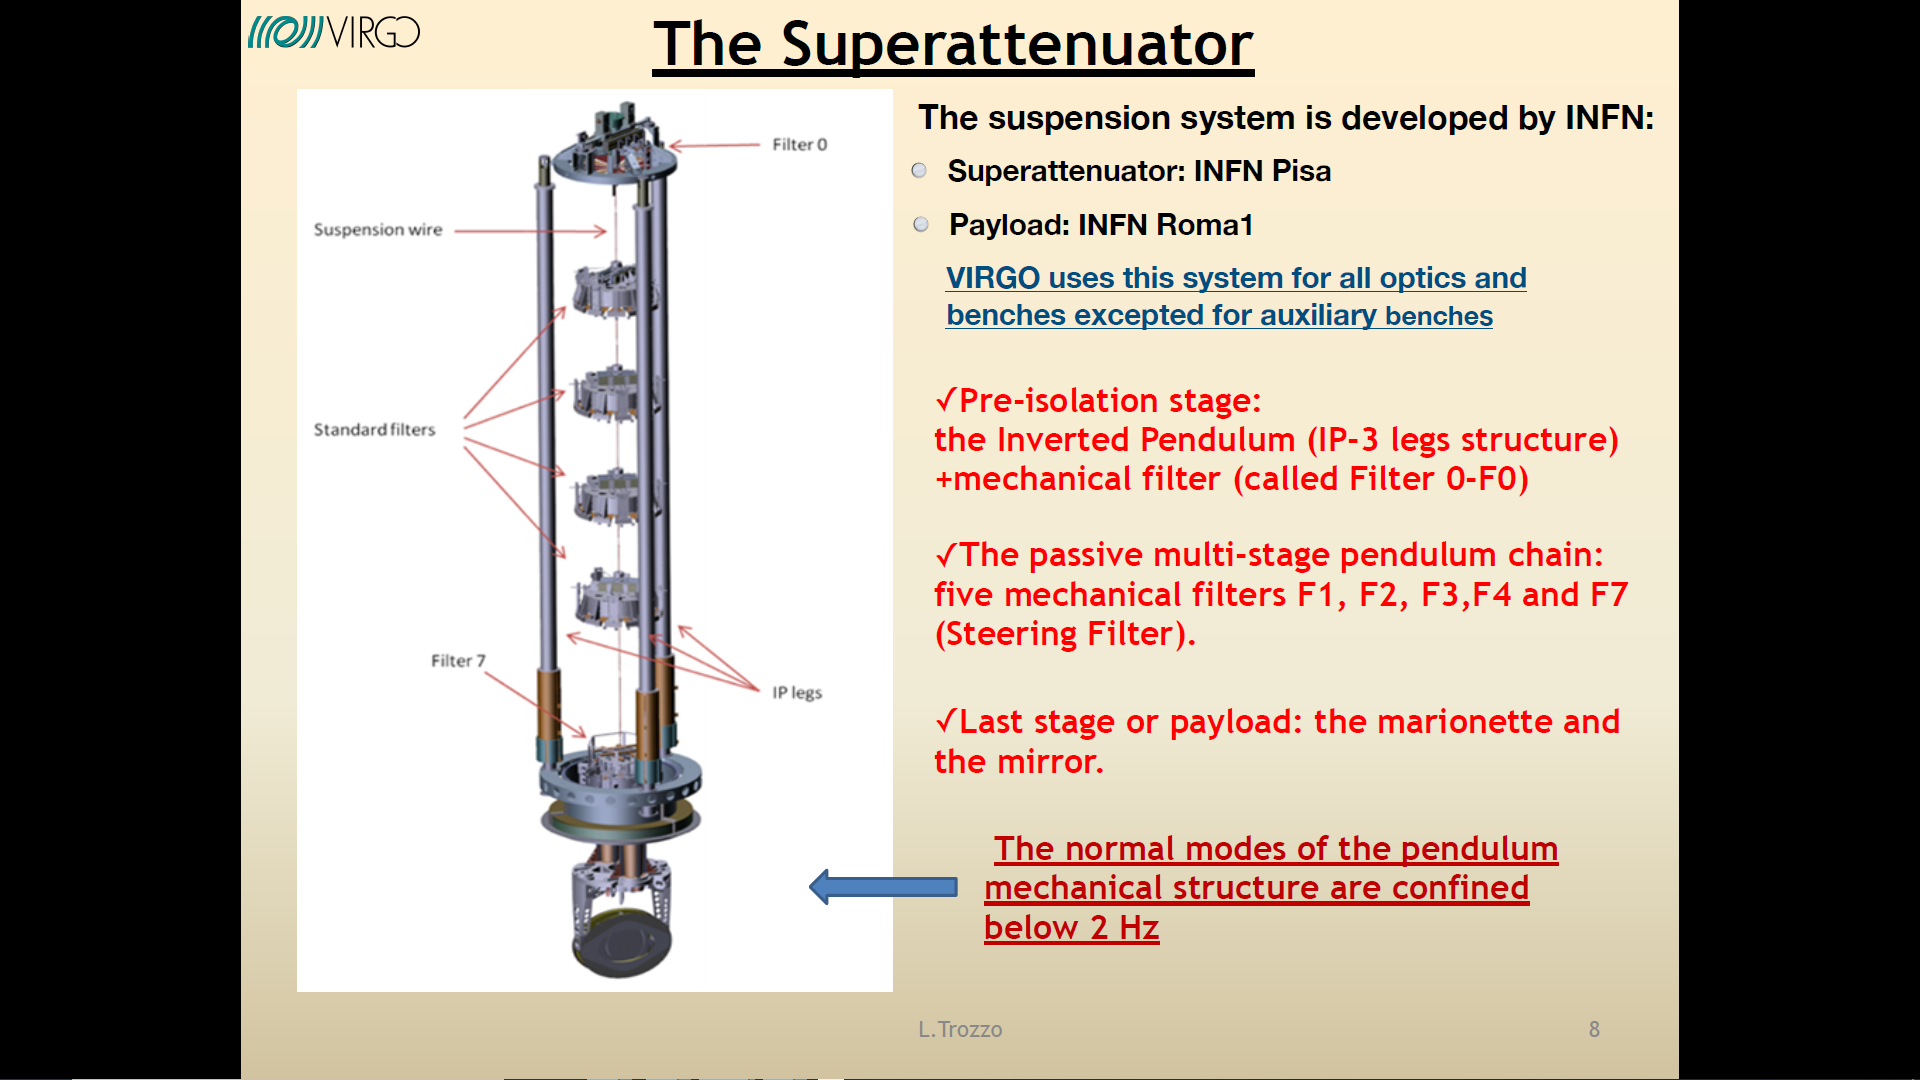 VIRGO
The Superattenuator
Filter 0
Suspension wire
Standard filters
Filter 7
IP legs
The suspension system is developed by INFN:
Superattenuator: INFN Pisa
Payload: INFN Roma1
VIRGO uses this system for all optics and
benches excepted for auxiliary benches
✓Pre-isolation stage:
the Inverted Pendulum (IP-3 legs structure)
+mechanical filter (called Filter 0-F0)
✓The passive multi-stage pendulum chain:
five mechanical filters F1, F2, F3,F4 and F7
(Steering Filter).
✓Last stage or payload: the marionette and
the mirror.
The normal modes of the pendulum
mechanical structure are confined
below 2 Hz
L.Trozzo
8